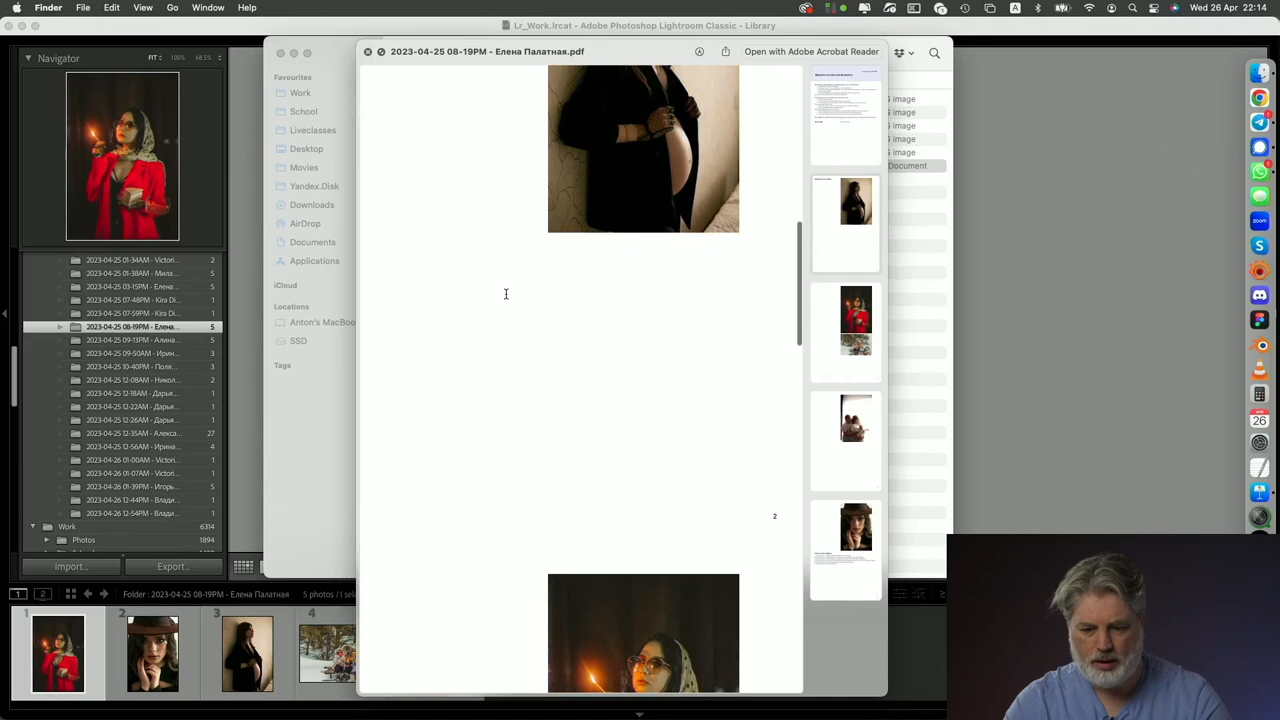 Finder File Edit View Go Window Help
Wed 26 Apr 22:14
Lr_Work.lrcat - Adobe Photoshop Lightroom Classic - Library
Navigator FIT 100%
2023-04-25 01-34AM - Victori... 2
2023-04-25 01-38AM - Мила... 5
2023-04-25 03-15PM - Елена... 5
2023-04-25 07-48PM - Kira Di... 1
2023-04-25 07-59PM - Kira Di... 1
2023-04-25 08-19PM - Елена... 5
2023-04-25 09-13PM - Алина... 5
2023-04-25 09-50AM - Ирин... 3
2023-04-25 10-40PM - Поля... 3
2023-04-25 12-08AM - Никол... 2
2023-04-25 12-18AM - Дарья... 1
2023-04-25 12-22AM - Дарья... 1
2023-04-25 12-26AM - Дарья... 1
2023-04-25 12-35AM - Алекса... 27
2023-04-25 12-56AM - Ирина... 4
2023-04-26 01-00AM - Victori... 1
2023-04-26 01-07AM - Victori... 1
2023-04-26 01-39PM - Игорь... 5
2023-04-26 12-44PM - Влади... 1
2023-04-26 12-54PM - Влади... 1
Work 6314
Photos 1894
Import... Export...
Favourites
Work
School
Liveclasses
Desktop
Movies
Yandex.Disk
Downloads
AirDrop
Documents
Applications
iCloud
Locations
Anton's MacBoo
SSD
Tags
2023-04-25 08-19PM - Елена Палатная.pdf
Open with Adobe Acrobat Reader
2
G image
G image
G image
G image
G image
Document
zoom
1 2 Folder : 2023-04-25 08-19PM - Елена Палатная 5 photos / 1 sel
1 2 3 4